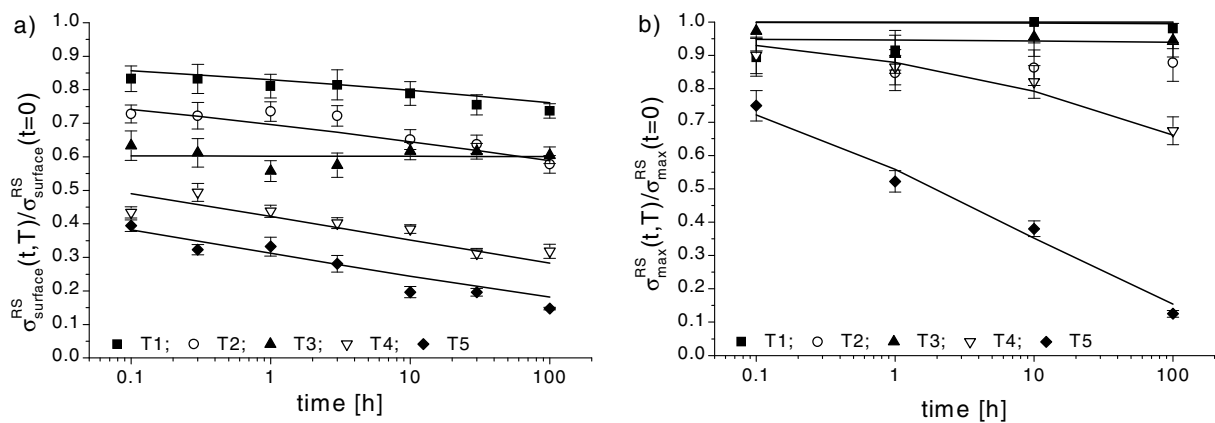 a)
σ^RS_surface(t,T)/σ^RS_surface(t=0)
1.0
0.9
0.8
0.7
0.6
0.5
0.4
0.3
0.2
0.1
0.0
T1; T2; T3; T4; T5
0.1 1 10 100
time [h]
b)
σ^RS_max(t,T)/σ^RS_max(t=0)
1.0
0.9
0.8
0.7
0.6
0.5
0.4
0.3
0.2
0.1
0.0
T1; T2; T3; T4; T5
0.1 1 10 100
time [h]